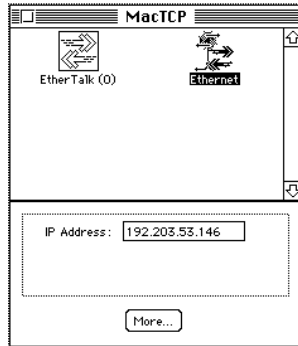 MacTCP
EtherTalk (0) Ethernet
IP Address: 192.203.53.146
More...